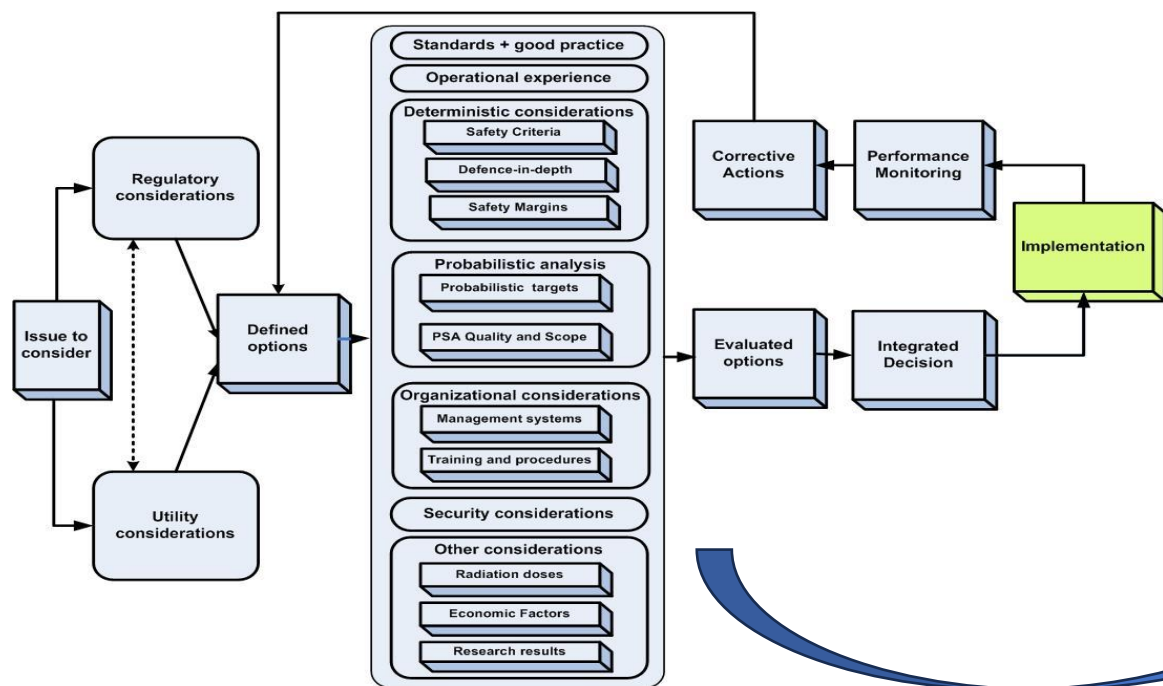 Issue to
consider
Regulatory
considerations
Utility
considerations
Defined
options
Standards + good practice
Operational experience
Deterministic considerations
Safety Criteria
Defence-in-depth
Safety Margins
Probabilistic analysis
Probabilistic targets
PSA Quality and Scope
Organizational considerations
Management systems
Training and procedures
Security considerations
Other considerations
Radiation doses
Economic Factors
Research results
Evaluated
options
Integrated
Decision
Implementation
Performance
Monitoring
Corrective
Actions